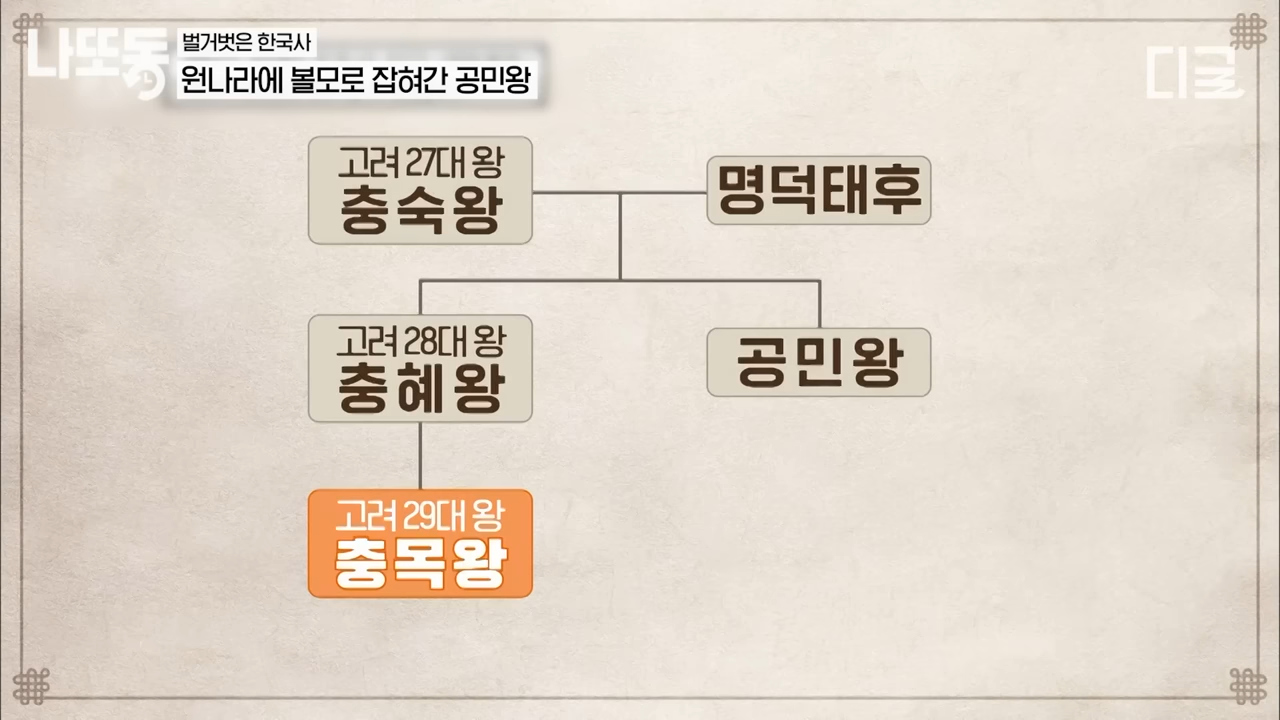 나또동
벌거벗은 한국사
원나라에 볼모로 잡혀간 공민왕
디글
고려 27대 왕
충숙왕
명덕태후
고려 28대 왕
충혜왕
공민왕
고려 29대 왕
충목왕